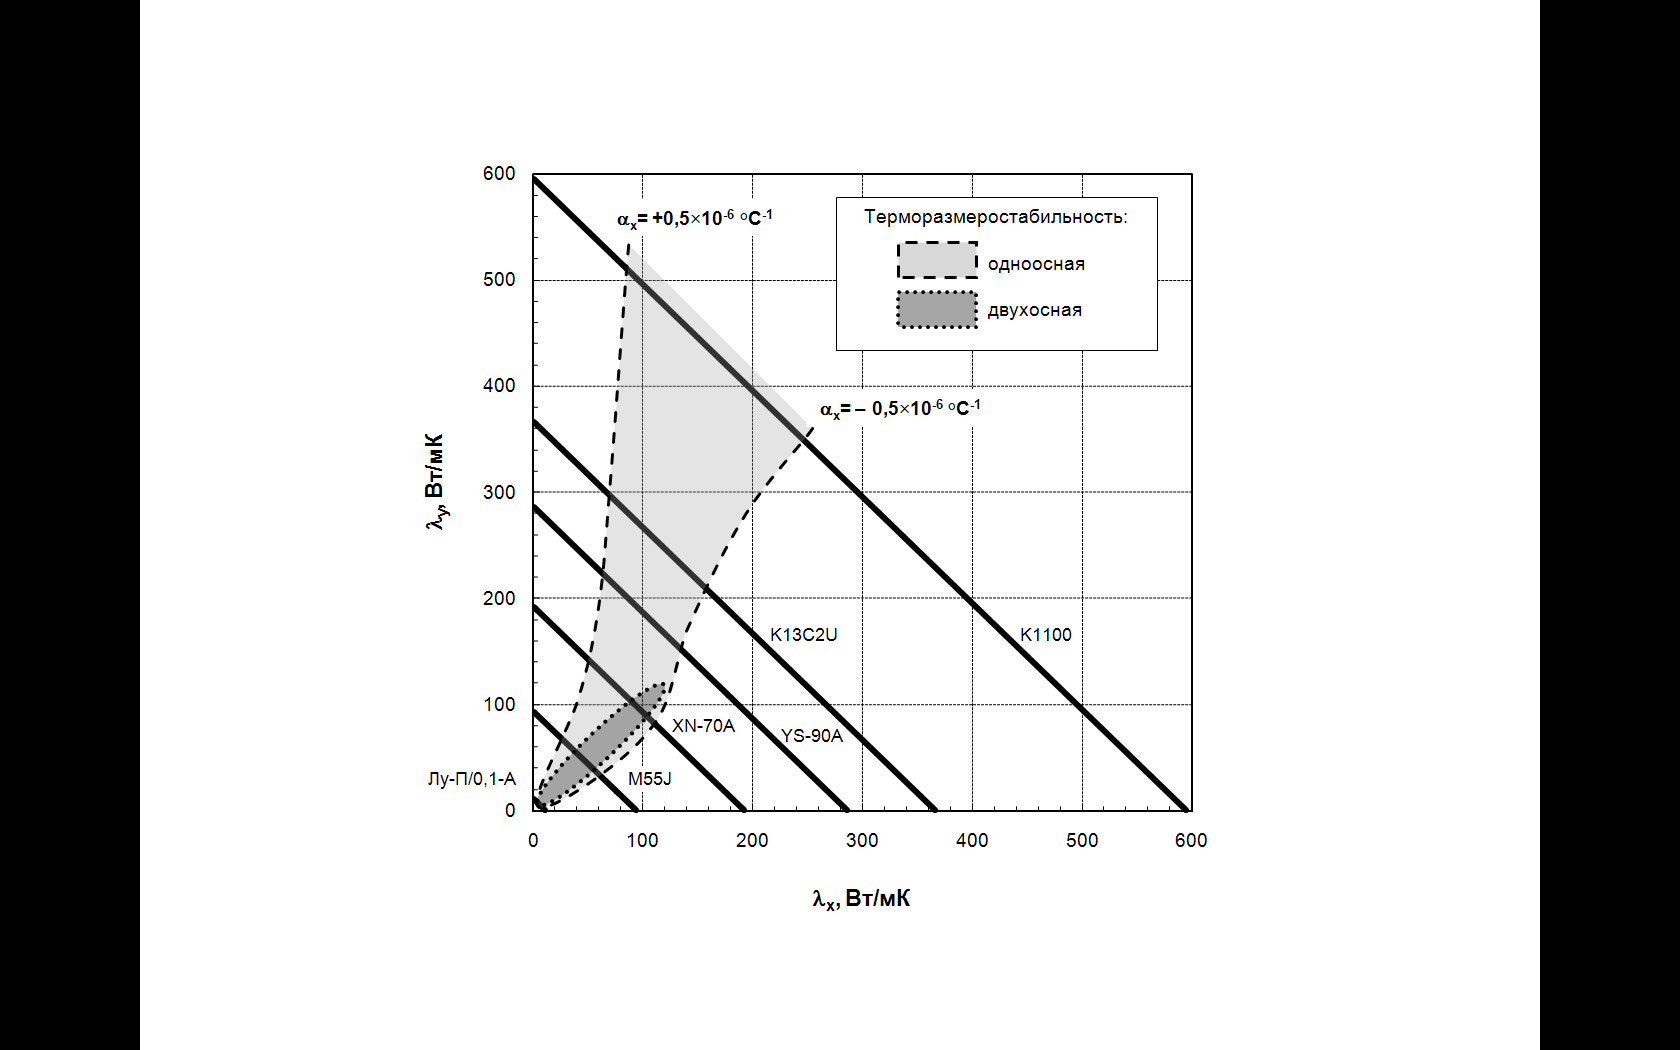 600
500
400
300
200
100
0
λy, Вт/мК
αx= +0,5×10-6 oC-1
Терморазмеростабильность:
одноосная
двухосная
αx= – 0,5×10-6 oC-1
K13C2U
K1100
XN-70A
YS-90A
Лу-П/0,1-А
M55J
0 100 200 300 400 500 600
λx, Вт/мК